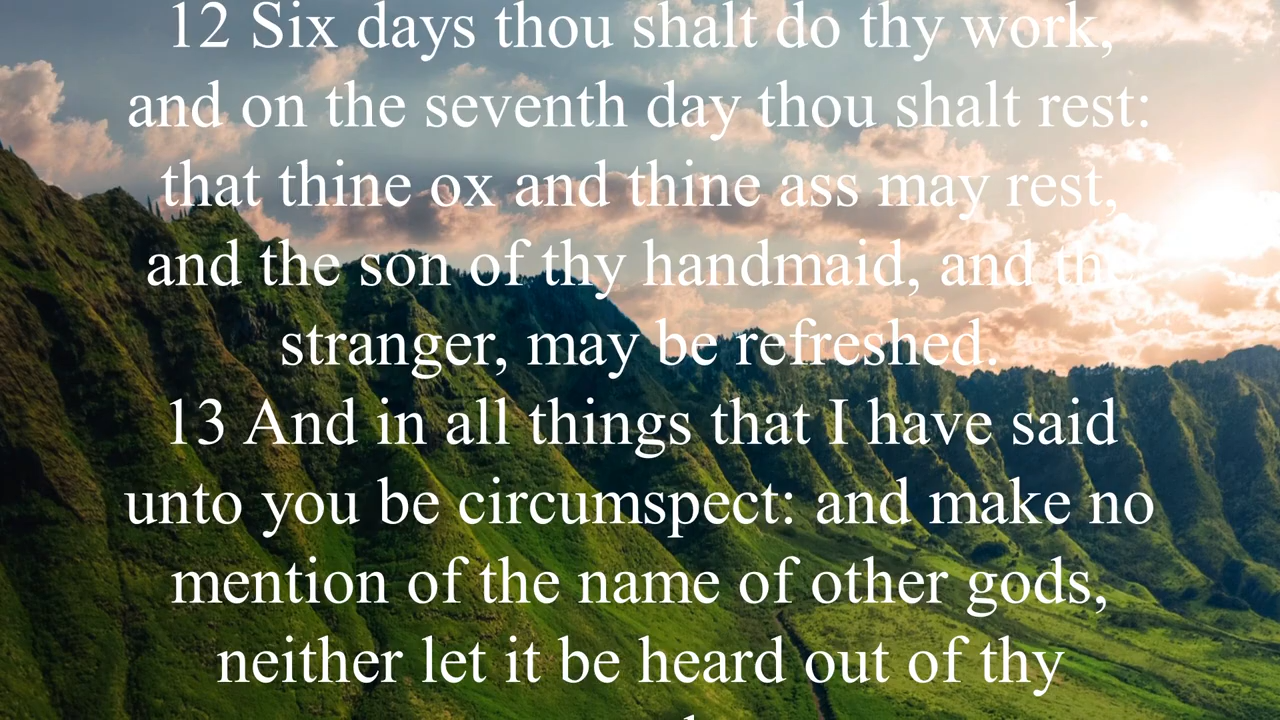 12 Six days thou shalt do thy work,
and on the seventh day thou shalt rest:
that thine ox and thine ass may rest,
and the son of thy handmaid, and the
stranger, may be refreshed.
13 And in all things that I have said
unto you be circumspect: and make no
mention of the name of other gods,
neither let it be heard out of thy